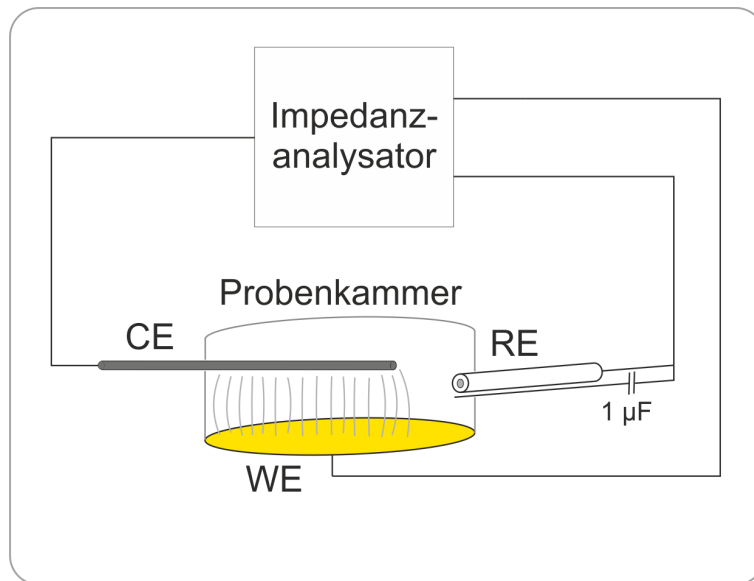 Impedanz-
analysator
Probenkammer
CE
RE
1 µF
WE